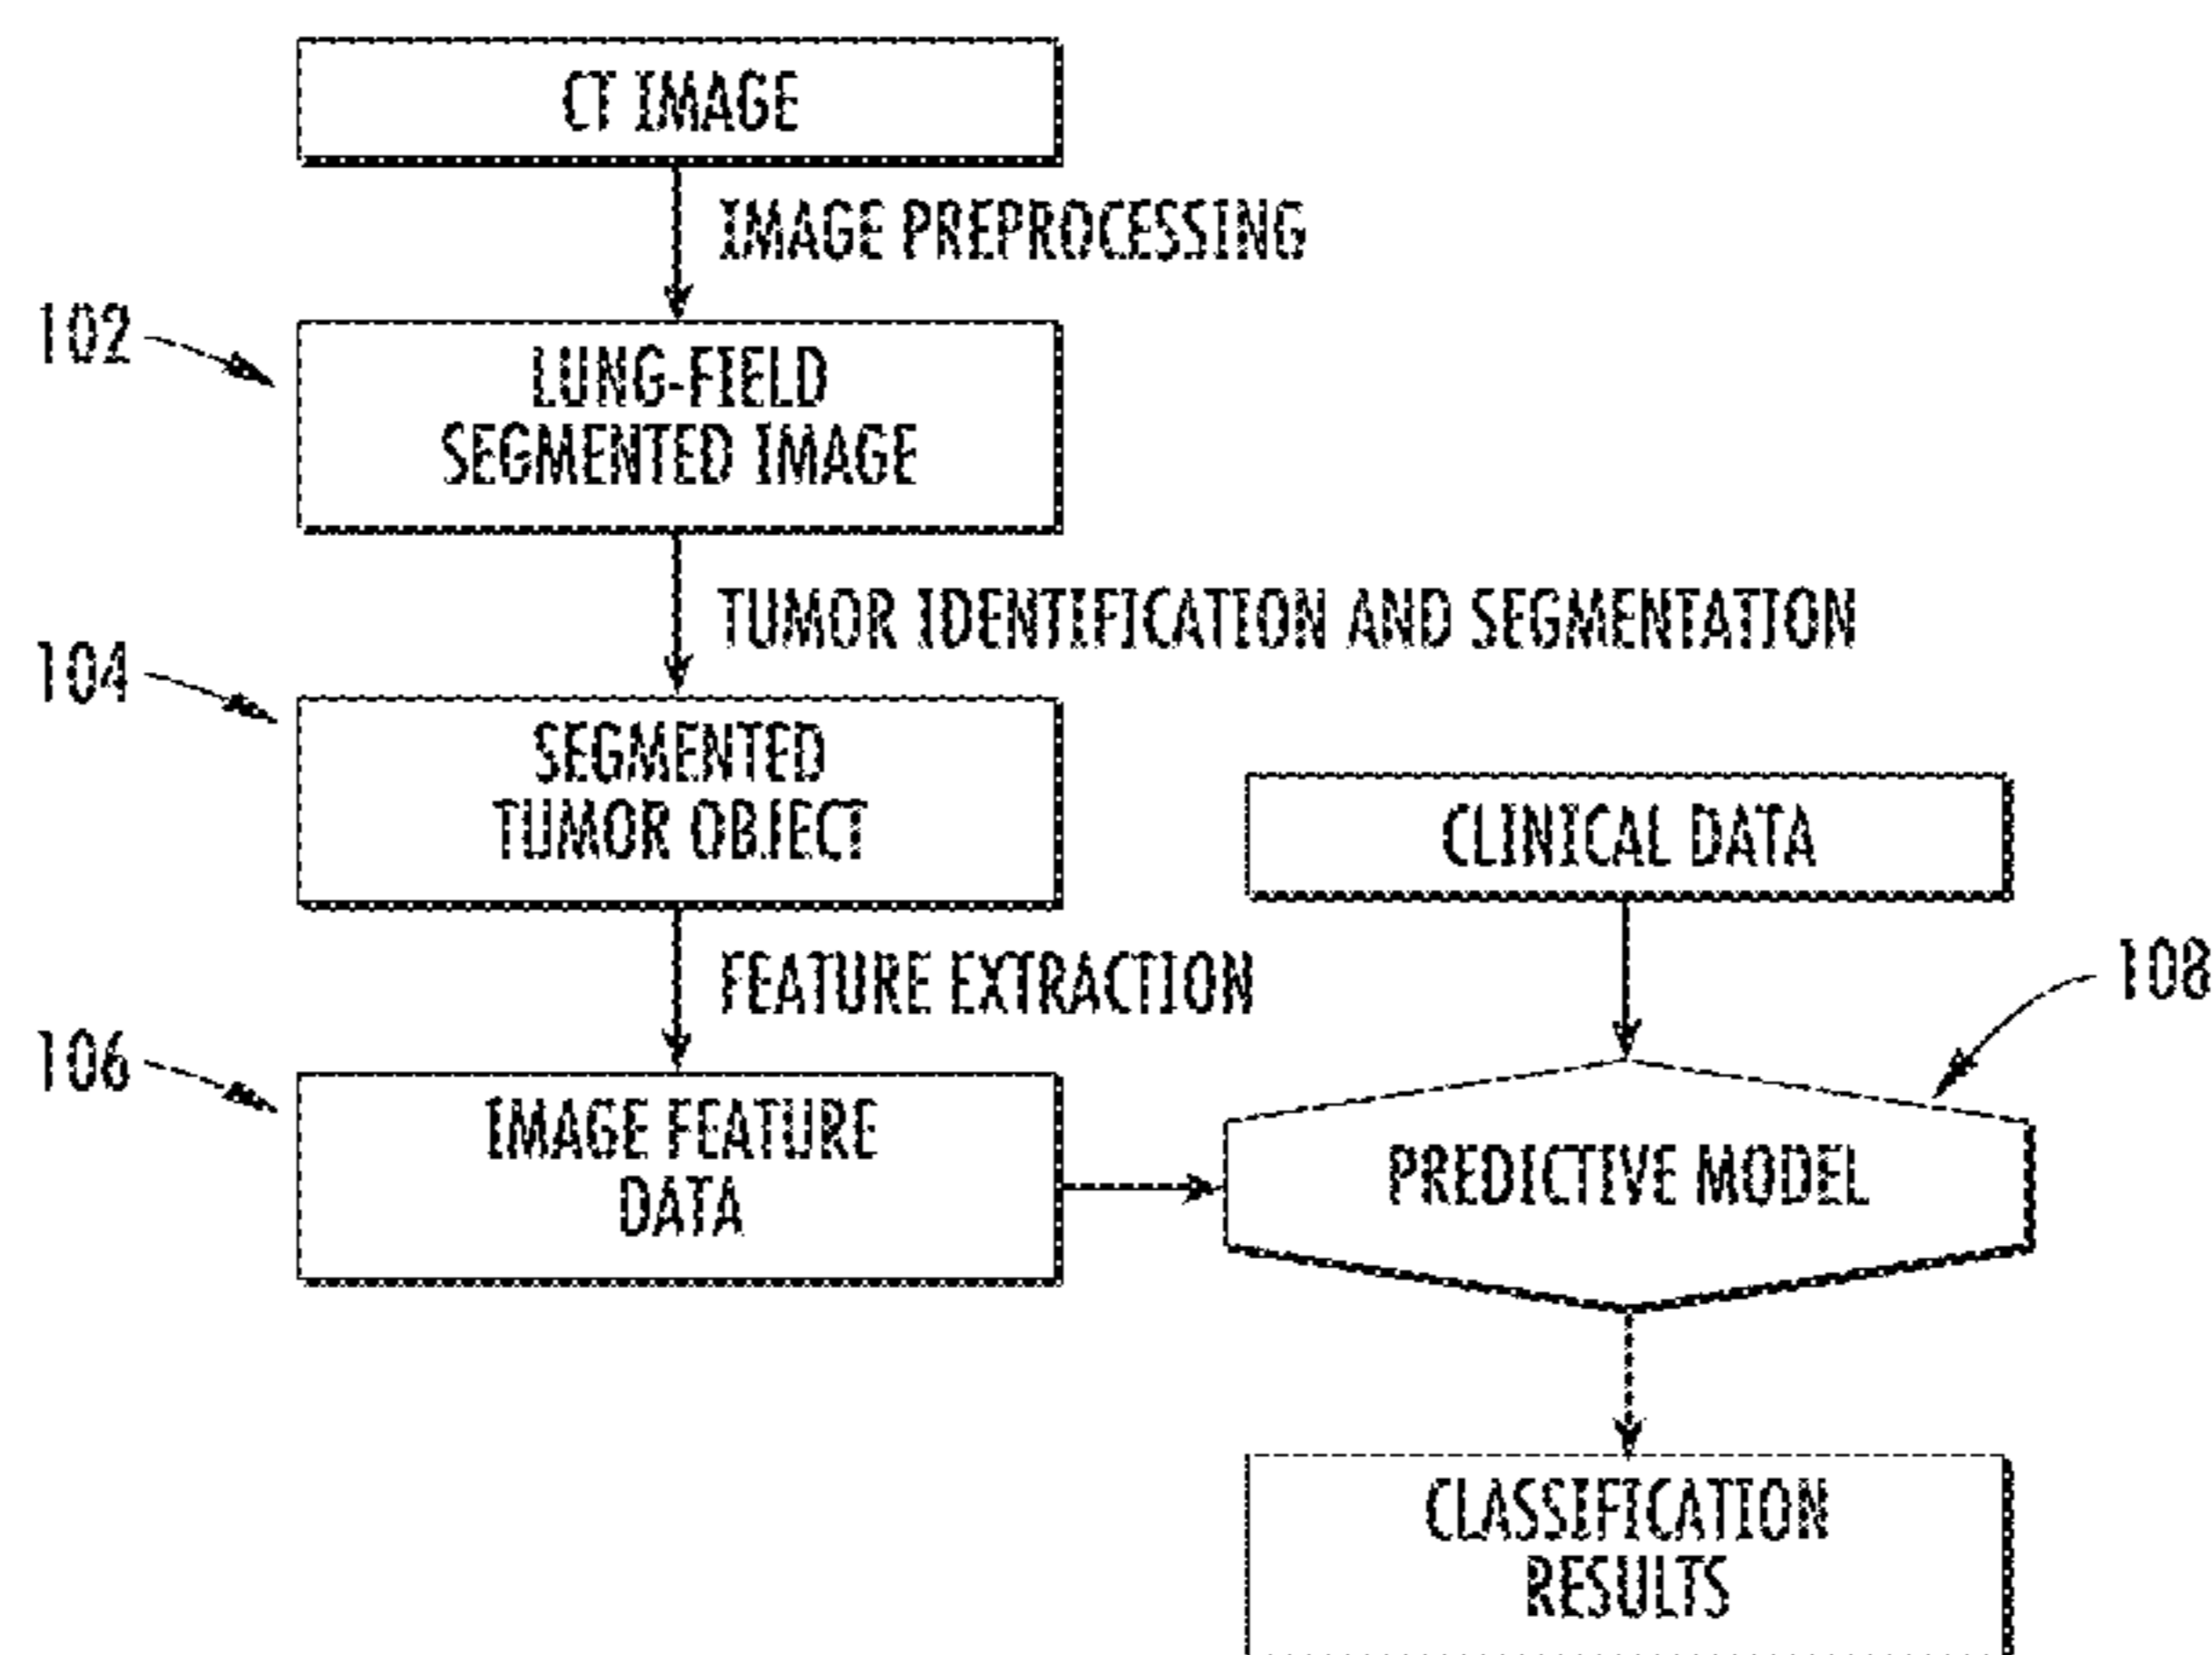 CT IMAGE
IMAGE PREPROCESSING
102
LUNG-FIELD
SEGMENTED IMAGE
TUMOR IDENTIFICATION AND SEGMENTATION
104
SEGMENTED
TUMOR OBJECT
CLINICAL DATA
FEATURE EXTRACTION
108
106
IMAGE FEATURE
DATA
PREDICTIVE MODEL
CLASSIFICATION
RESULTS